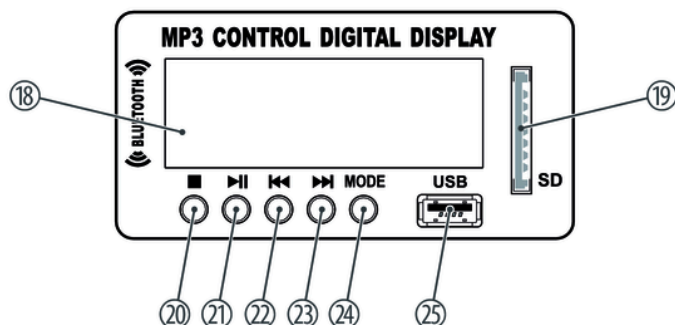 MP3 CONTROL DIGITAL DISPLAY
BLUETOOTH
⑱
⑲
MODE
USB
SD
⑳ ㉑ ㉒ ㉓ ㉔ ㉕